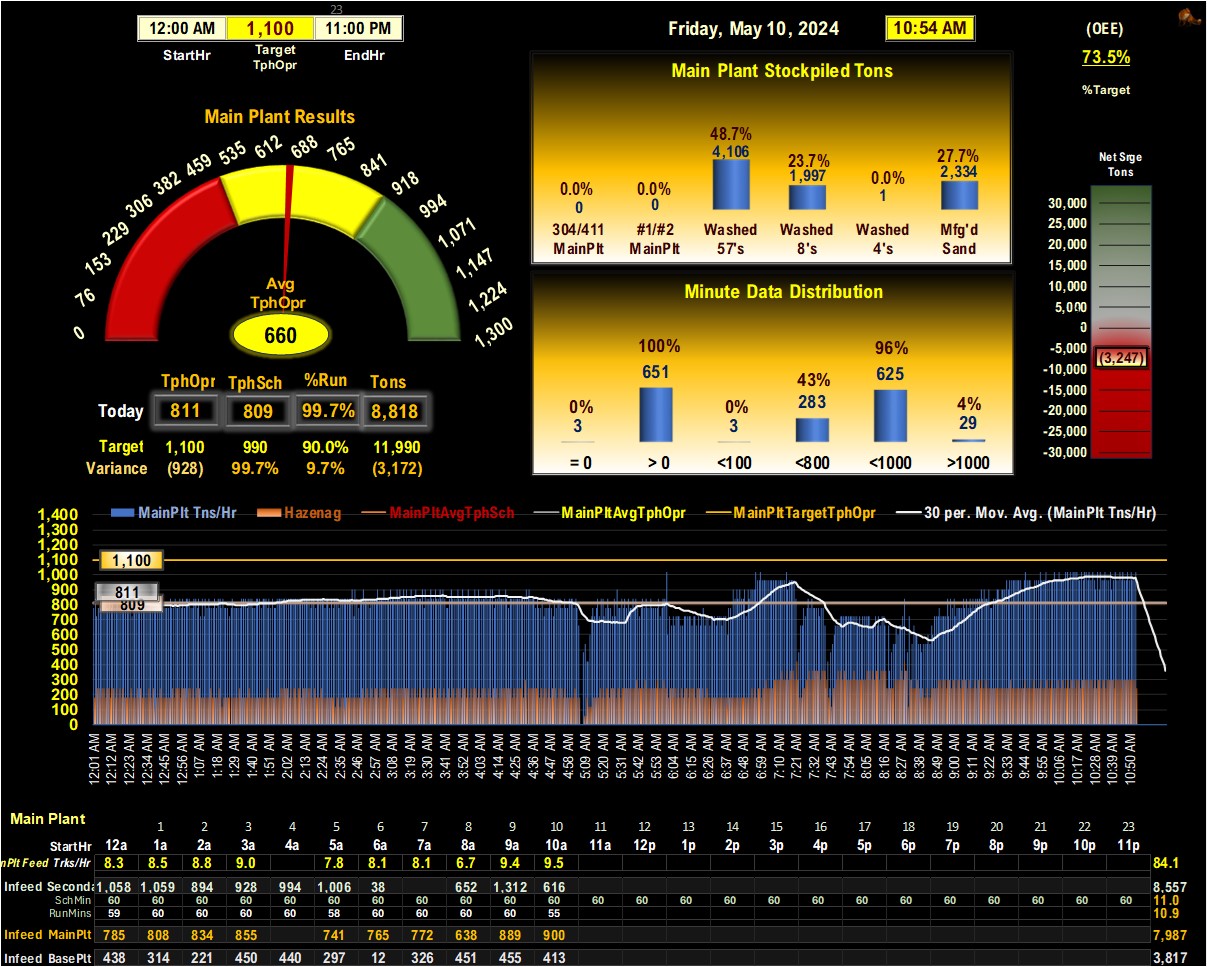 23
12:00 AM 1,100 11:00 PM
StartHr Target TphOpr EndHr
Friday, May 10, 2024 10:54 AM
(OEE)
73.5%
%Target
Main Plant Results
0 76 153 229 306 382 459 535 612 688 765 841 918 994 1,071 1,147 1,224 1,300
Avg
TphOpr
660
TphOpr TphSch %Run Tons
Today 811 809 99.7% 8,818
Target 1,100 990 90.0% 11,990
Variance (928) 99.7% 9.7% (3,172)
Main Plant Stockpiled Tons
0.0% 0.0% 48.7% 23.7% 0.0% 27.7%
0 0 4,106 1,997 1 2,334
304/411 #1/#2 Washed Washed Washed Mfg'd
MainPlt MainPlt 57's 8's 4's Sand
Minute Data Distribution
0% 100% 0% 43% 96% 4%
3 651 3 283 625 29
= 0 > 0 <100 <800 <1000 >1000
Net Srge
Tons
30,000
25,000
20,000
15,000
10,000
5,000
0
-5,000
(3,247)
-10,000
-15,000
-20,000
-25,000
-30,000
MainPlt Tns/Hr Hazenag MainPltAvgTphSch MainPltAvgTphOpr MainPltTargetTphOpr 30 per. Mov. Avg. (MainPlt Tns/Hr)
1,400
1,300
1,200
1,100
1,000
900
800
700
600
500
400
300
200
100
0
1,100
811
809
12:01 AM 12:12 AM 12:23 AM 12:34 AM 12:45 AM 12:56 AM 1:07 AM 1:18 AM 1:29 AM 1:40 AM 1:51 AM 2:02 AM 2:13 AM 2:24 AM 2:35 AM 2:46 AM 2:57 AM 3:08 AM 3:19 AM 3:30 AM 3:41 AM 3:52 AM 4:03 AM 4:14 AM 4:25 AM 4:36 AM 4:47 AM 4:58 AM 5:09 AM 5:20 AM 5:31 AM 5:42 AM 5:53 AM 6:04 AM 6:15 AM 6:26 AM 6:37 AM 6:48 AM 6:59 AM 7:10 AM 7:21 AM 7:32 AM 7:43 AM 7:54 AM 8:05 AM 8:16 AM 8:27 AM 8:38 AM 8:49 AM 9:00 AM 9:11 AM 9:22 AM 9:33 AM 9:44 AM 9:55 AM 10:06 AM 10:17 AM 10:28 AM 10:39 AM 10:50 AM
Main Plant
1 2 3 4 5 6 7 8 9 10 11 12 13 14 15 16 17 18 19 20 21 22 23
StartHr 12a 1a 2a 3a 4a 5a 6a 7a 8a 9a 10a 11a 12p 1p 2p 3p 4p 5p 6p 7p 8p 9p 10p 11p
nPlt Feed Trks/Hr 8.3 8.5 8.8 9.0 7.8 8.1 8.1 6.7 9.4 9.5 84.1
Infeed Seconda 1,058 1,059 894 928 994 1,006 38 652 1,312 616 8,557
SchMin 60 60 60 60 60 60 60 60 60 60 60 60 60 60 60 60 60 60 60 60 60 60 60 60 11.0
RunMins 59 60 60 60 60 58 60 60 60 60 55 10.9
Infeed MainPlt 785 808 834 855 741 765 772 638 889 900 7,987
Infeed BasePlt 438 314 221 450 440 297 12 326 451 455 413 3,817